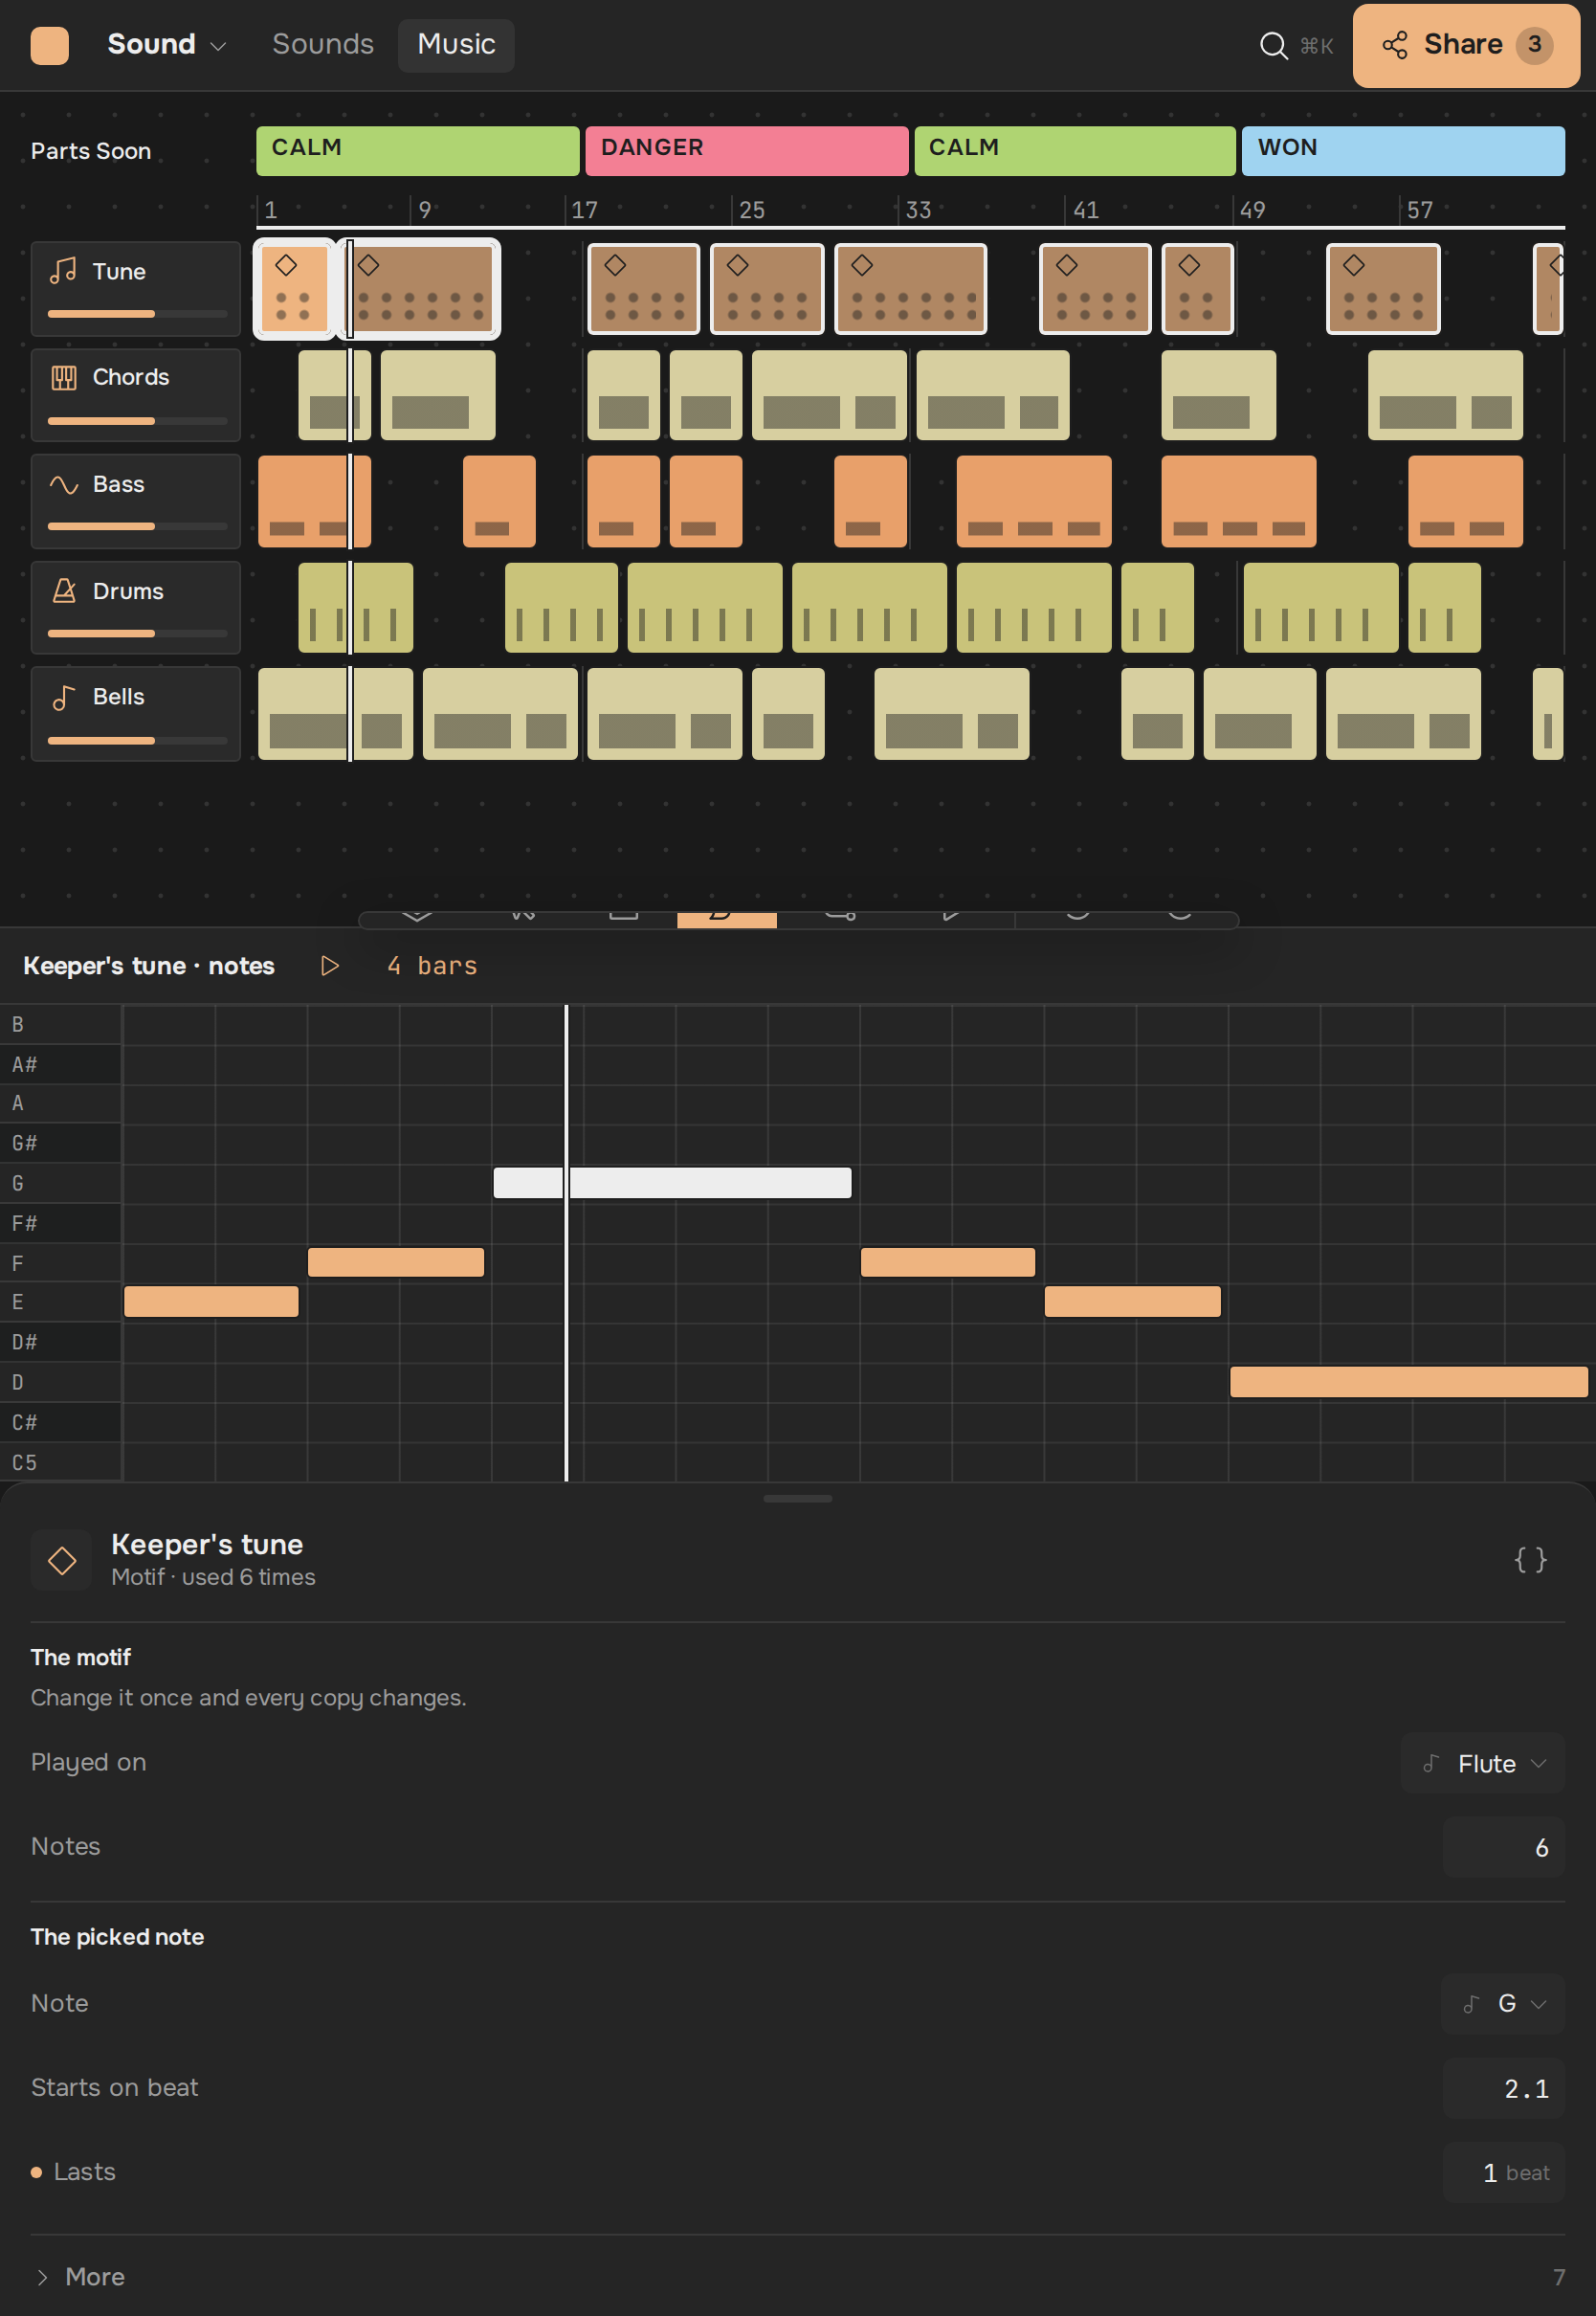 Sound Sounds Music ⌘K Share 3
Parts Soon CALM DANGER CALM WON
1 9 17 25 33 41 49 57
Tune
Chords
Bass
Drums
Bells
Keeper's tune · notes 4 bars
B
A#
A
G#
G
F#
F
E
D#
D
C#
C5
Keeper's tune
Motif · used 6 times
{ }
The motif
Change it once and every copy changes.
Played on Flute
Notes 6
The picked note
Note G
Starts on beat 2.1
Lasts 1 beat
More 7